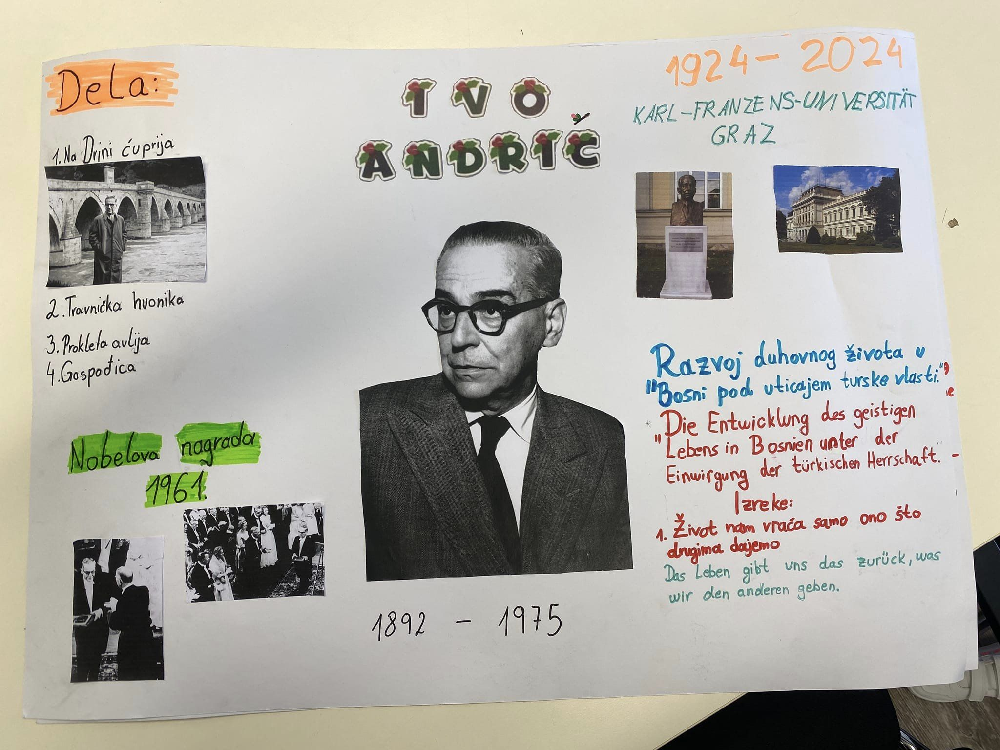 Dela:
1. Na Drini ćuprija
2. Travnička hvonika
3. Prokleta avlija
4. Gospođica
Nobelova nagrada
1961.
IVO
ANDRIĆ
1892 - 1975
1924 - 2024
KARL-FRANZENS-UNIVERSITÄT
GRAZ
Razvoj duhovnog života u
"Bosni pod uticajem turske vlasti."
* Die Entwicklung des geistigen
"Lebens in Bosnien unter der
Einwirgung der türkischen Herrschaft." -
Izreke:
1. Život nam vraća samo ono što
drugima dajemo
Das Leben gibt uns das zurück, was
wir den anderen geben.